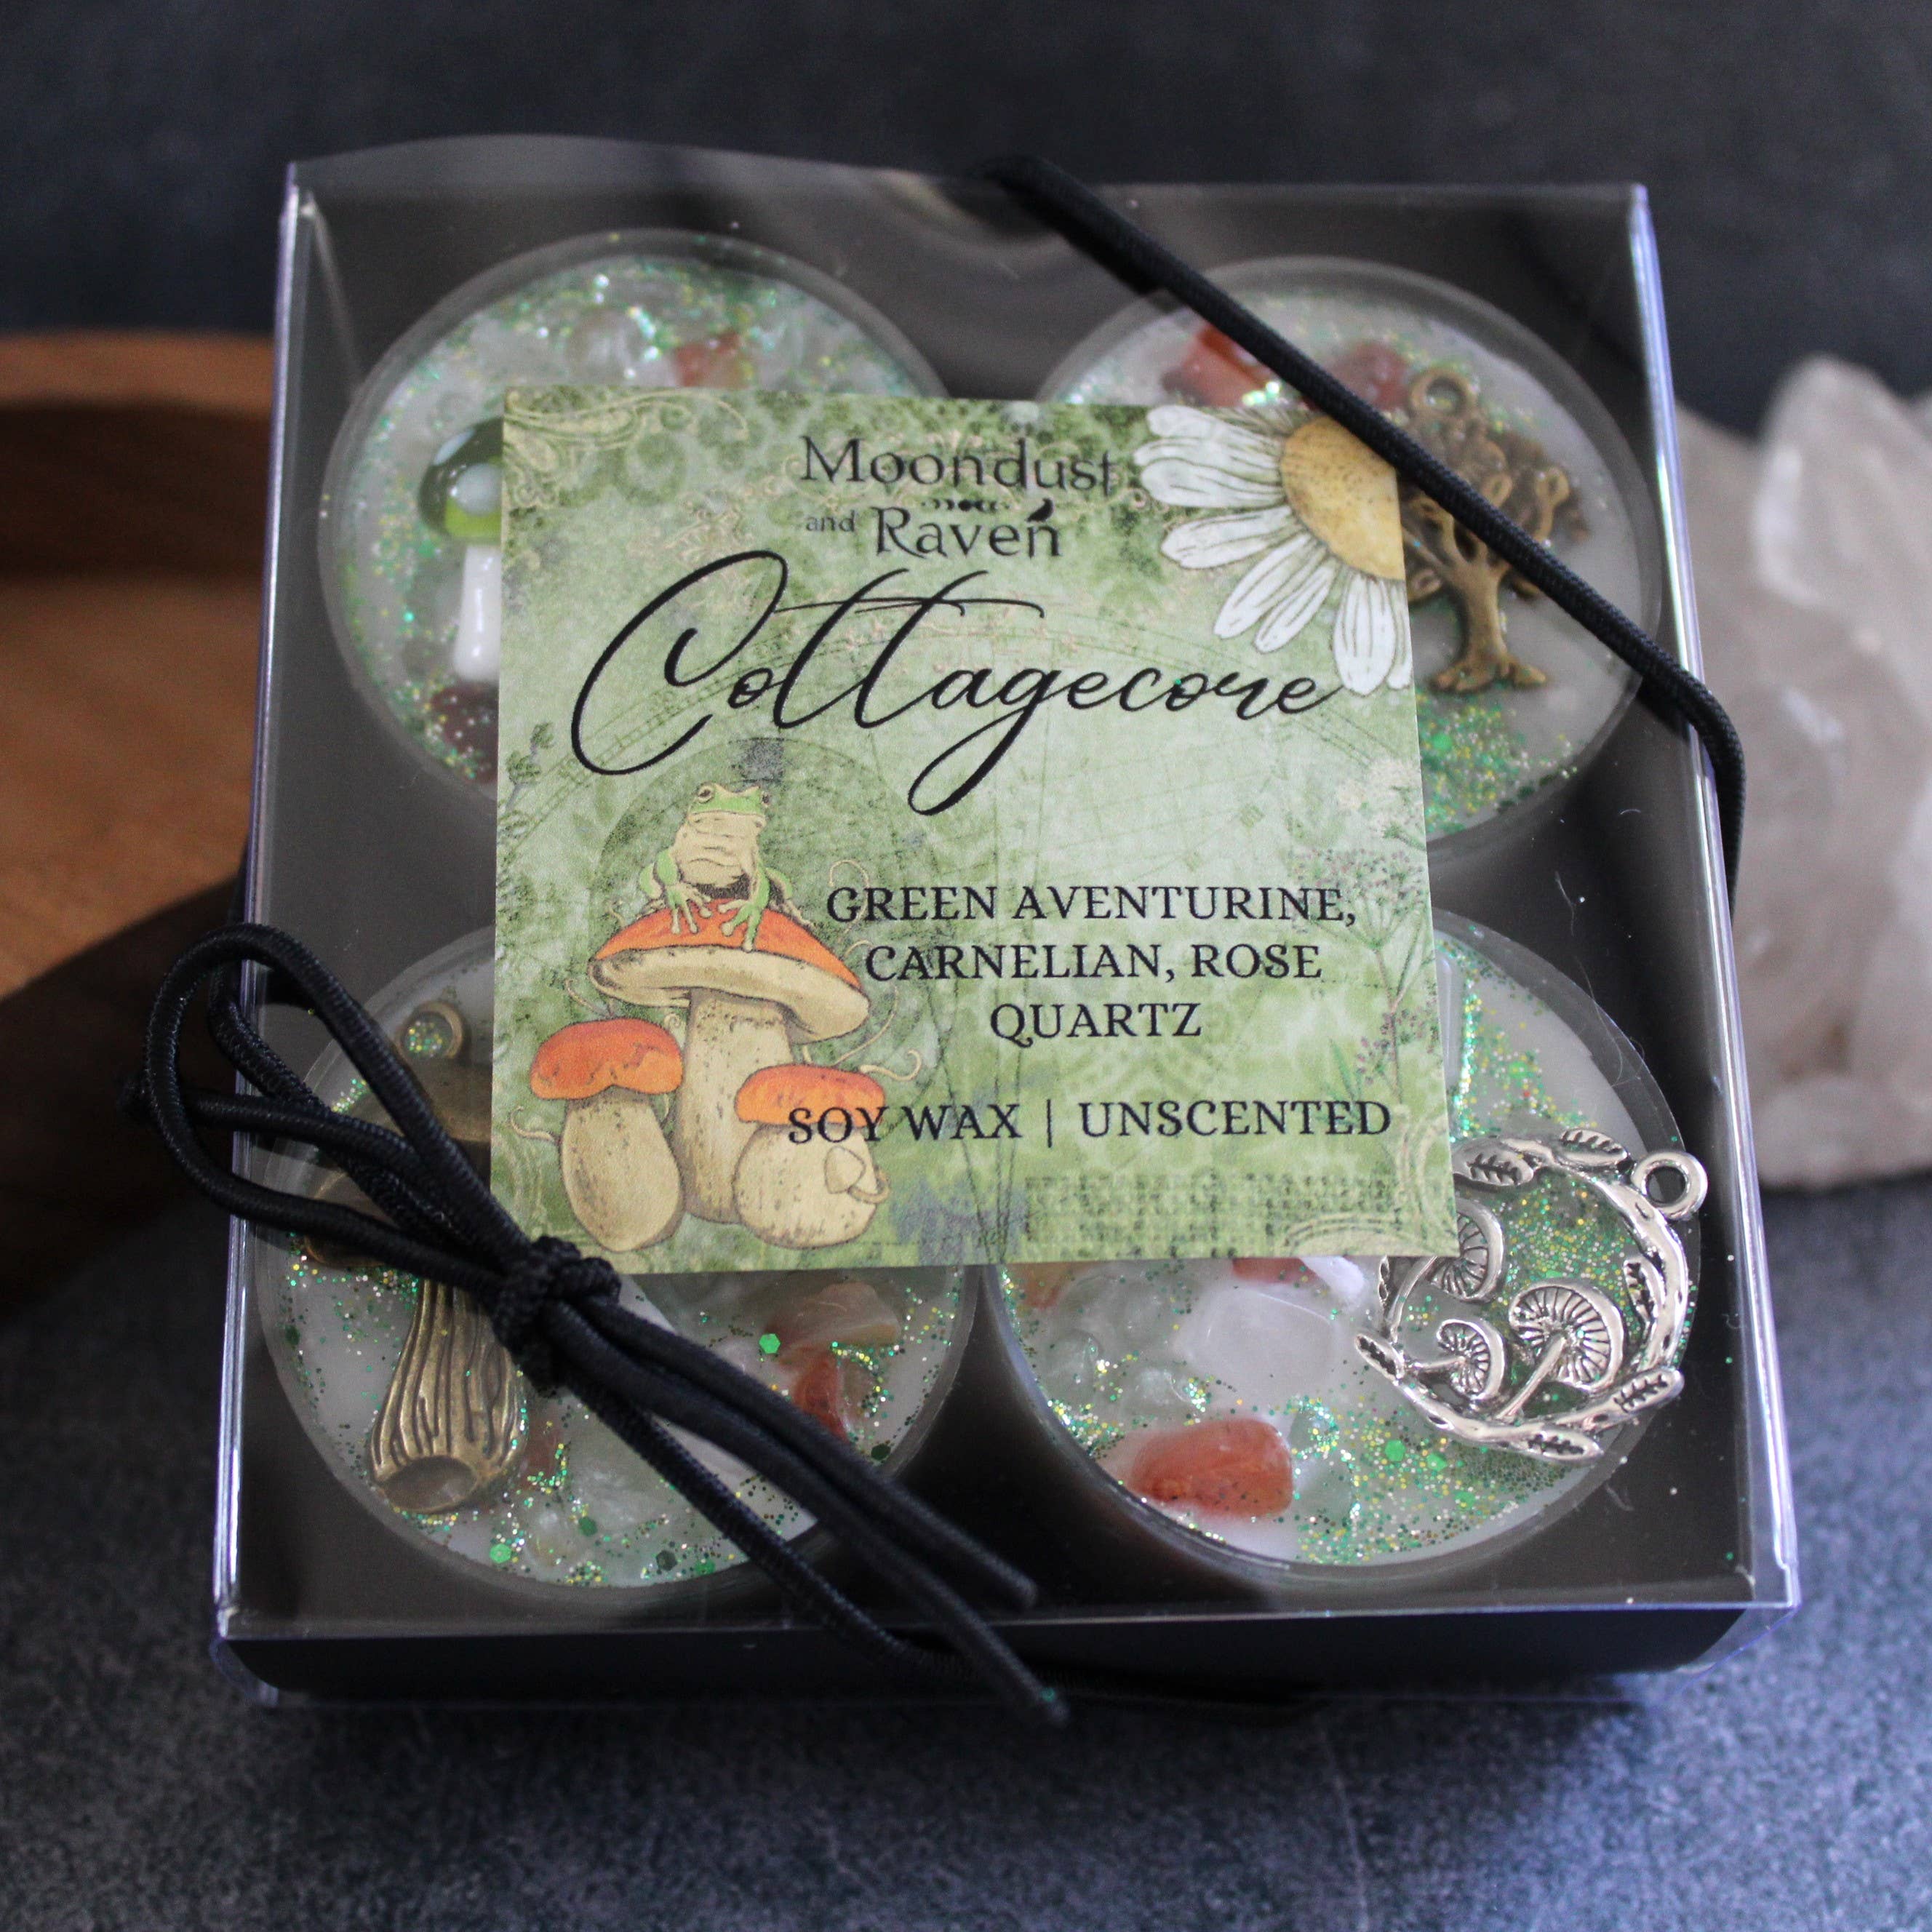 Moondust
and Raven
Cottagecore
GREEN AVENTURINE,
CARNELIAN, ROSE
QUARTZ
SOY WAX | UNSCENTED